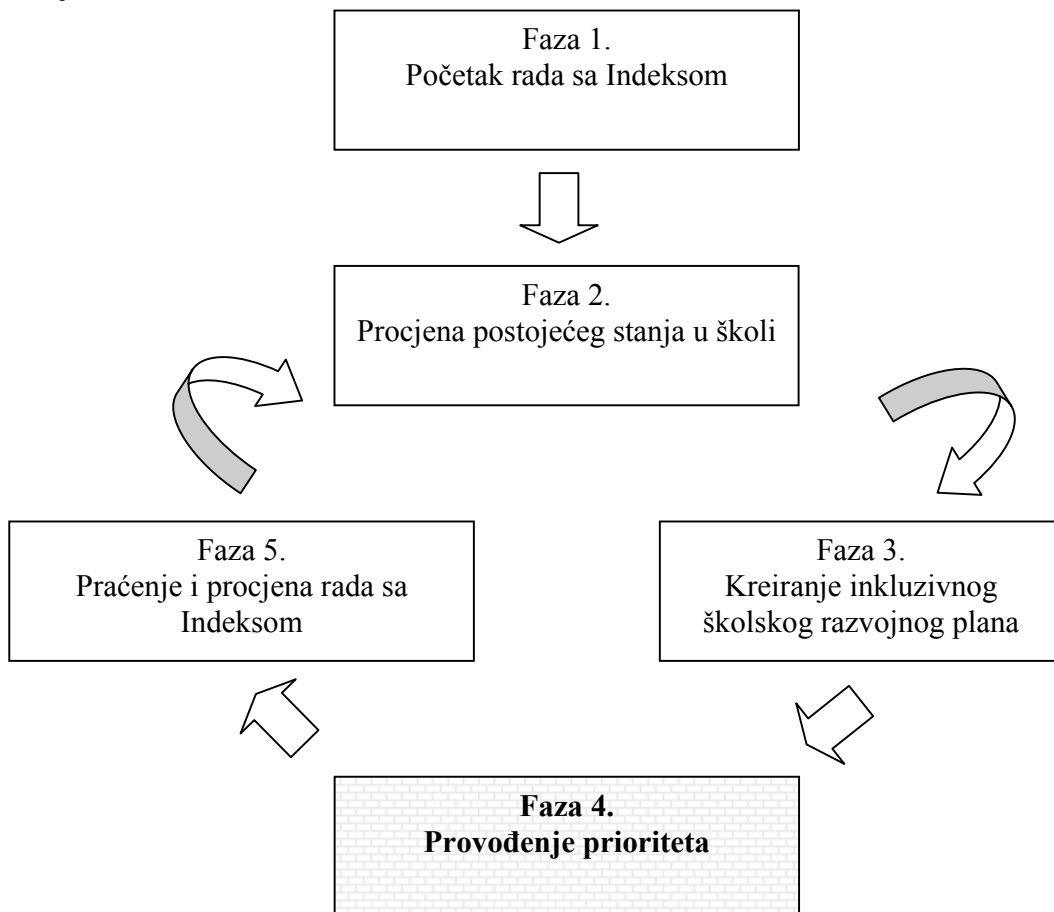 Faza 1.
Početak rada sa Indeksom
Faza 2.
Procjena postojećeg stanja u školi
Faza 5.
Praćenje i procjena rada sa
Indeksom
Faza 3.
Kreiranje inkluzivnog
školskog razvojnog plana
Faza 4.
Provođenje prioriteta